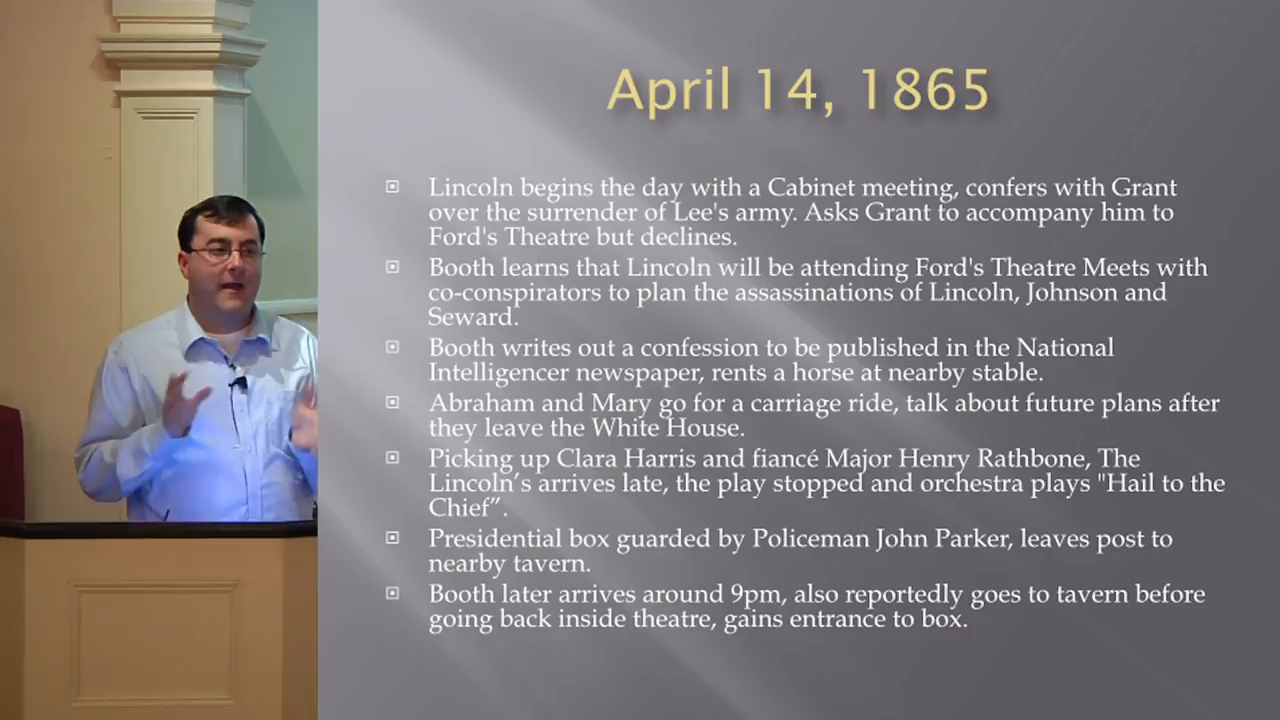 April 14, 1865
Lincoln begins the day with a Cabinet meeting, confers with Grant
over the surrender of Lee's army. Asks Grant to accompany him to
Ford's Theatre but declines.
Booth learns that Lincoln will be attending Ford's Theatre Meets with
co-conspirators to plan the assassinations of Lincoln, Johnson and
Seward.
Booth writes out a confession to be published in the National
Intelligencer newspaper, rents a horse at nearby stable.
Abraham and Mary go for a carriage ride, talk about future plans after
they leave the White House.
Picking up Clara Harris and fiancé Major Henry Rathbone, The
Lincoln’s arrives late, the play stopped and orchestra plays "Hail to the
Chief”.
Presidential box guarded by Policeman John Parker, leaves post to
nearby tavern.
Booth later arrives around 9pm, also reportedly goes to tavern before
going back inside theatre, gains entrance to box.